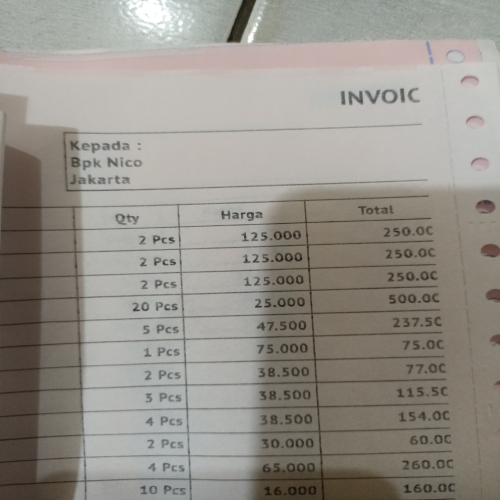 INVOIC
Kepada :
Bpk Nico
Jakarta
Qty Harga Total
2 Pcs 125.000 250.0C
2 Pcs 125.000 250.0C
2 Pcs 125.000 250.0C
20 Pcs 25.000 500.0C
5 Pcs 47.500 237.5C
1 Pcs 75.000 75.0C
2 Pcs 38.500 77.0C
3 Pcs 38.500 115.5C
4 Pcs 38.500 154.0C
2 Pcs 30.000 60.0C
4 Pcs 65.000 260.0C
10 Pcs 16.000 160.0C